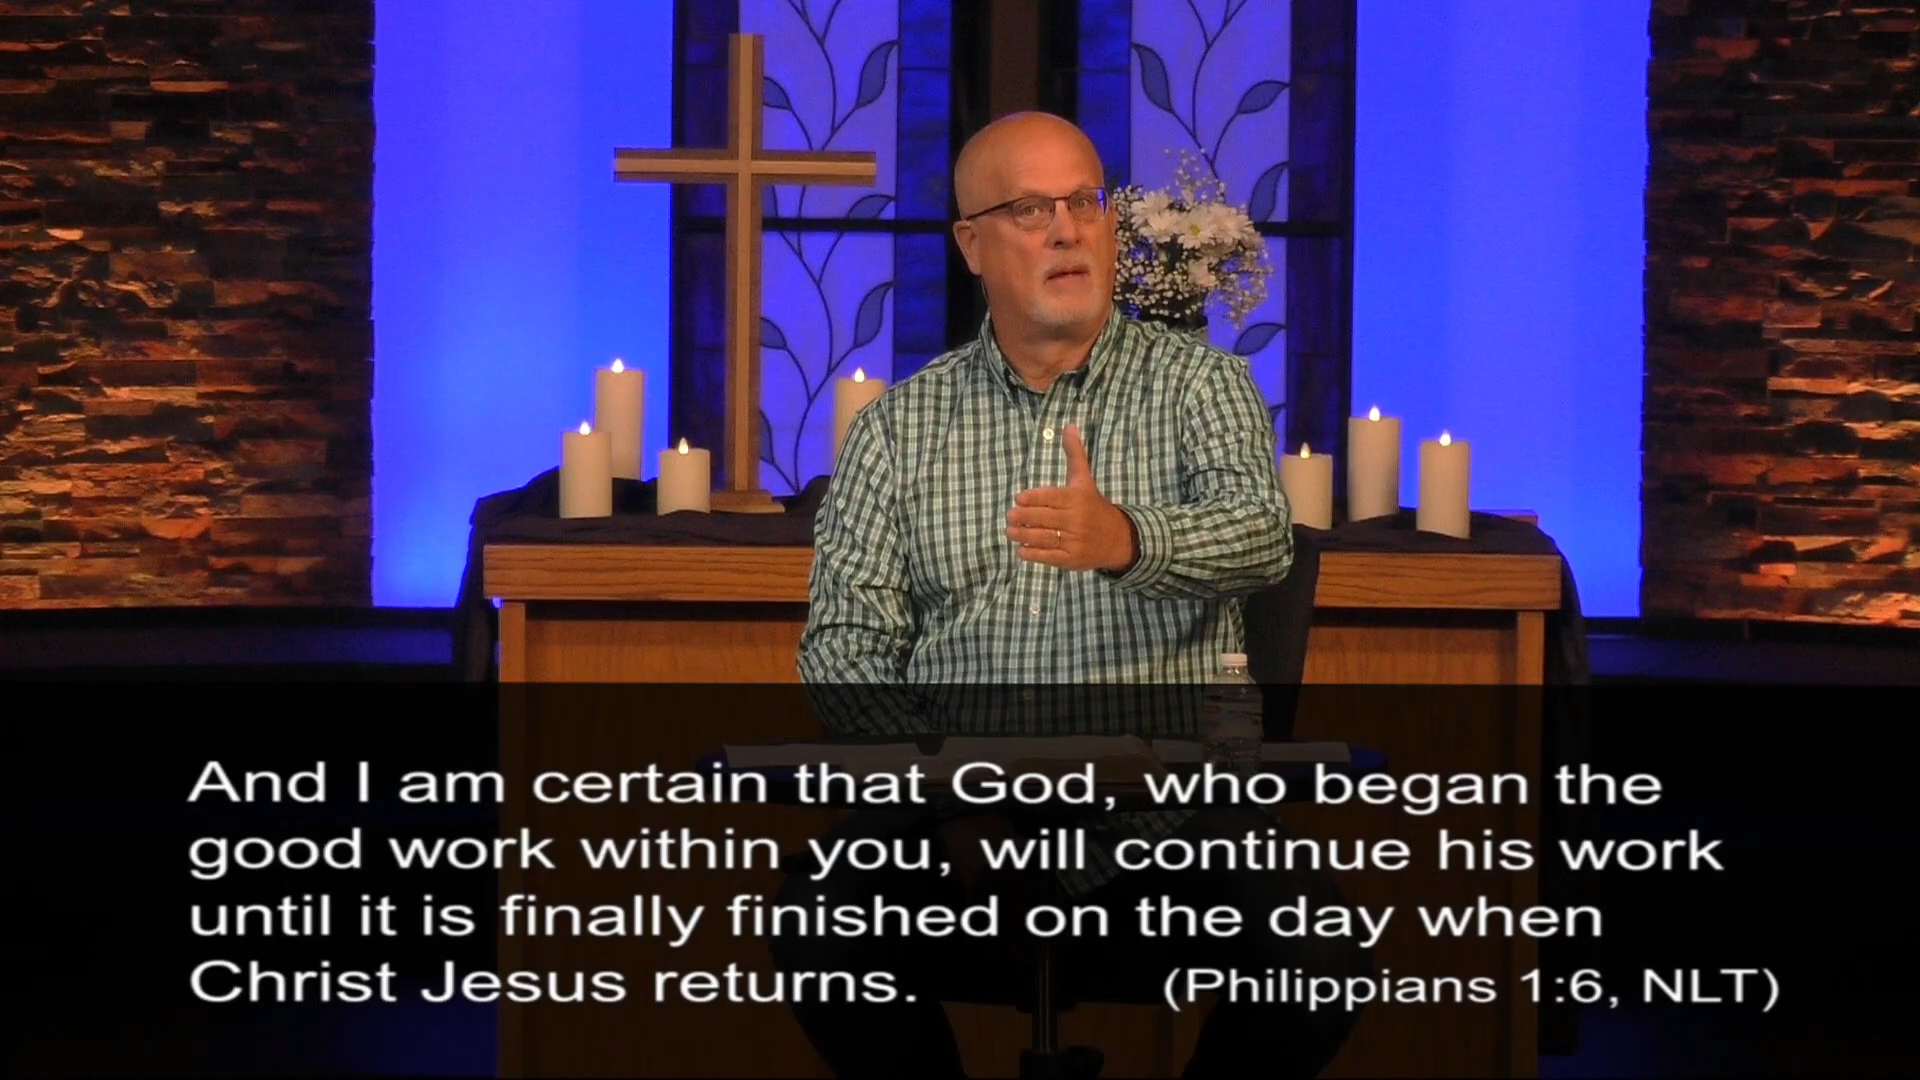 And I am certain that God, who began the
good work within you, will continue his work
until it is finally finished on the day when
Christ Jesus returns. (Philippians 1:6, NLT)